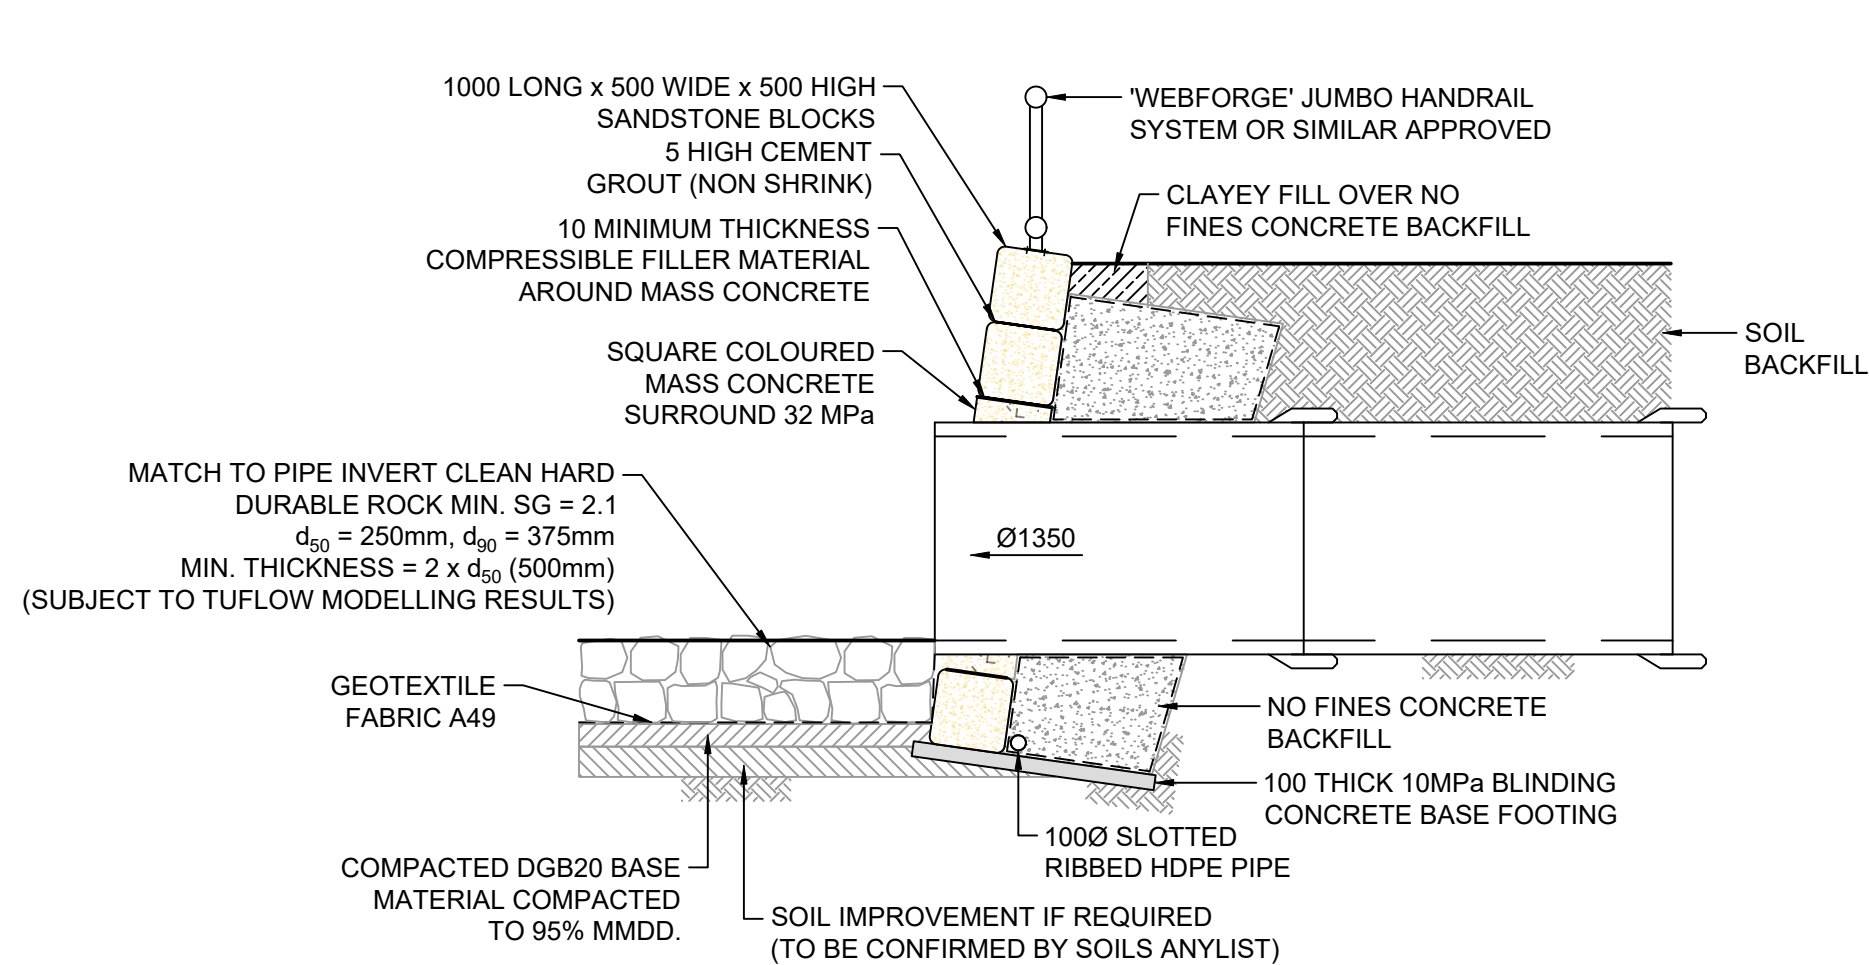 1000 LONG x 500 WIDE x 500 HIGH
SANDSTONE BLOCKS
5 HIGH CEMENT
GROUT (NON SHRINK)
10 MINIMUM THICKNESS
COMPRESSIBLE FILLER MATERIAL
AROUND MASS CONCRETE
SQUARE COLOURED
MASS CONCRETE
SURROUND 32 MPa
MATCH TO PIPE INVERT CLEAN HARD
DURABLE ROCK MIN. SG = 2.1
d50 = 250mm, d90 = 375mm
MIN. THICKNESS = 2 x d50 (500mm)
(SUBJECT TO TUFLOW MODELLING RESULTS)
GEOTEXTILE
FABRIC A49
COMPACTED DGB20 BASE
MATERIAL COMPACTED
TO 95% MMDD.
'WEBFORGE' JUMBO HANDRAIL
SYSTEM OR SIMILAR APPROVED
CLAYEY FILL OVER NO
FINES CONCRETE BACKFILL
SOIL
BACKFILL
Ø1350
NO FINES CONCRETE
BACKFILL
100 THICK 10MPa BLINDING
CONCRETE BASE FOOTING
100Ø SLOTTED
RIBBED HDPE PIPE
SOIL IMPROVEMENT IF REQUIRED
(TO BE CONFIRMED BY SOILS ANYLIST)